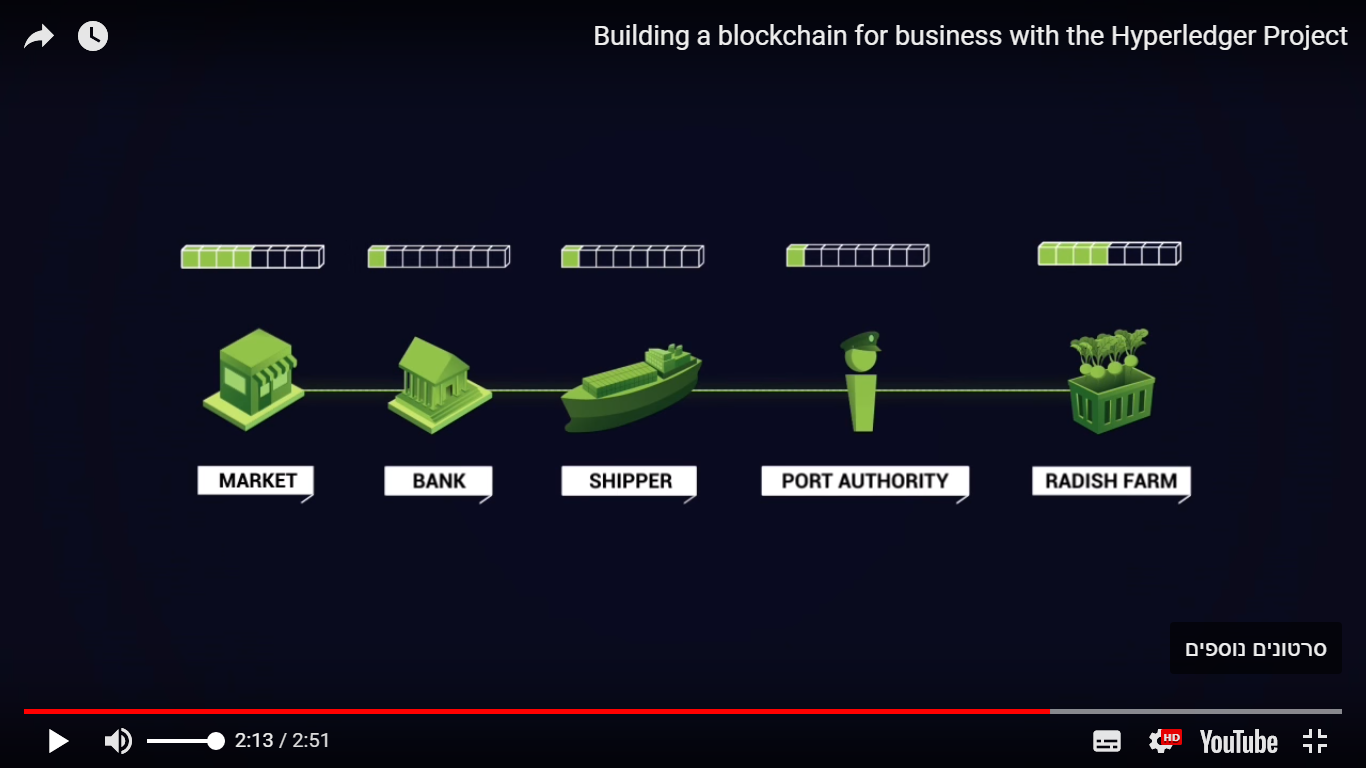 Building a blockchain for business with the Hyperledger Project
MARKET
BANK
SHIPPER
PORT AUTHORITY
RADISH FARM
סרטונים נוספים
2:13 / 2:51
HD
YouTube